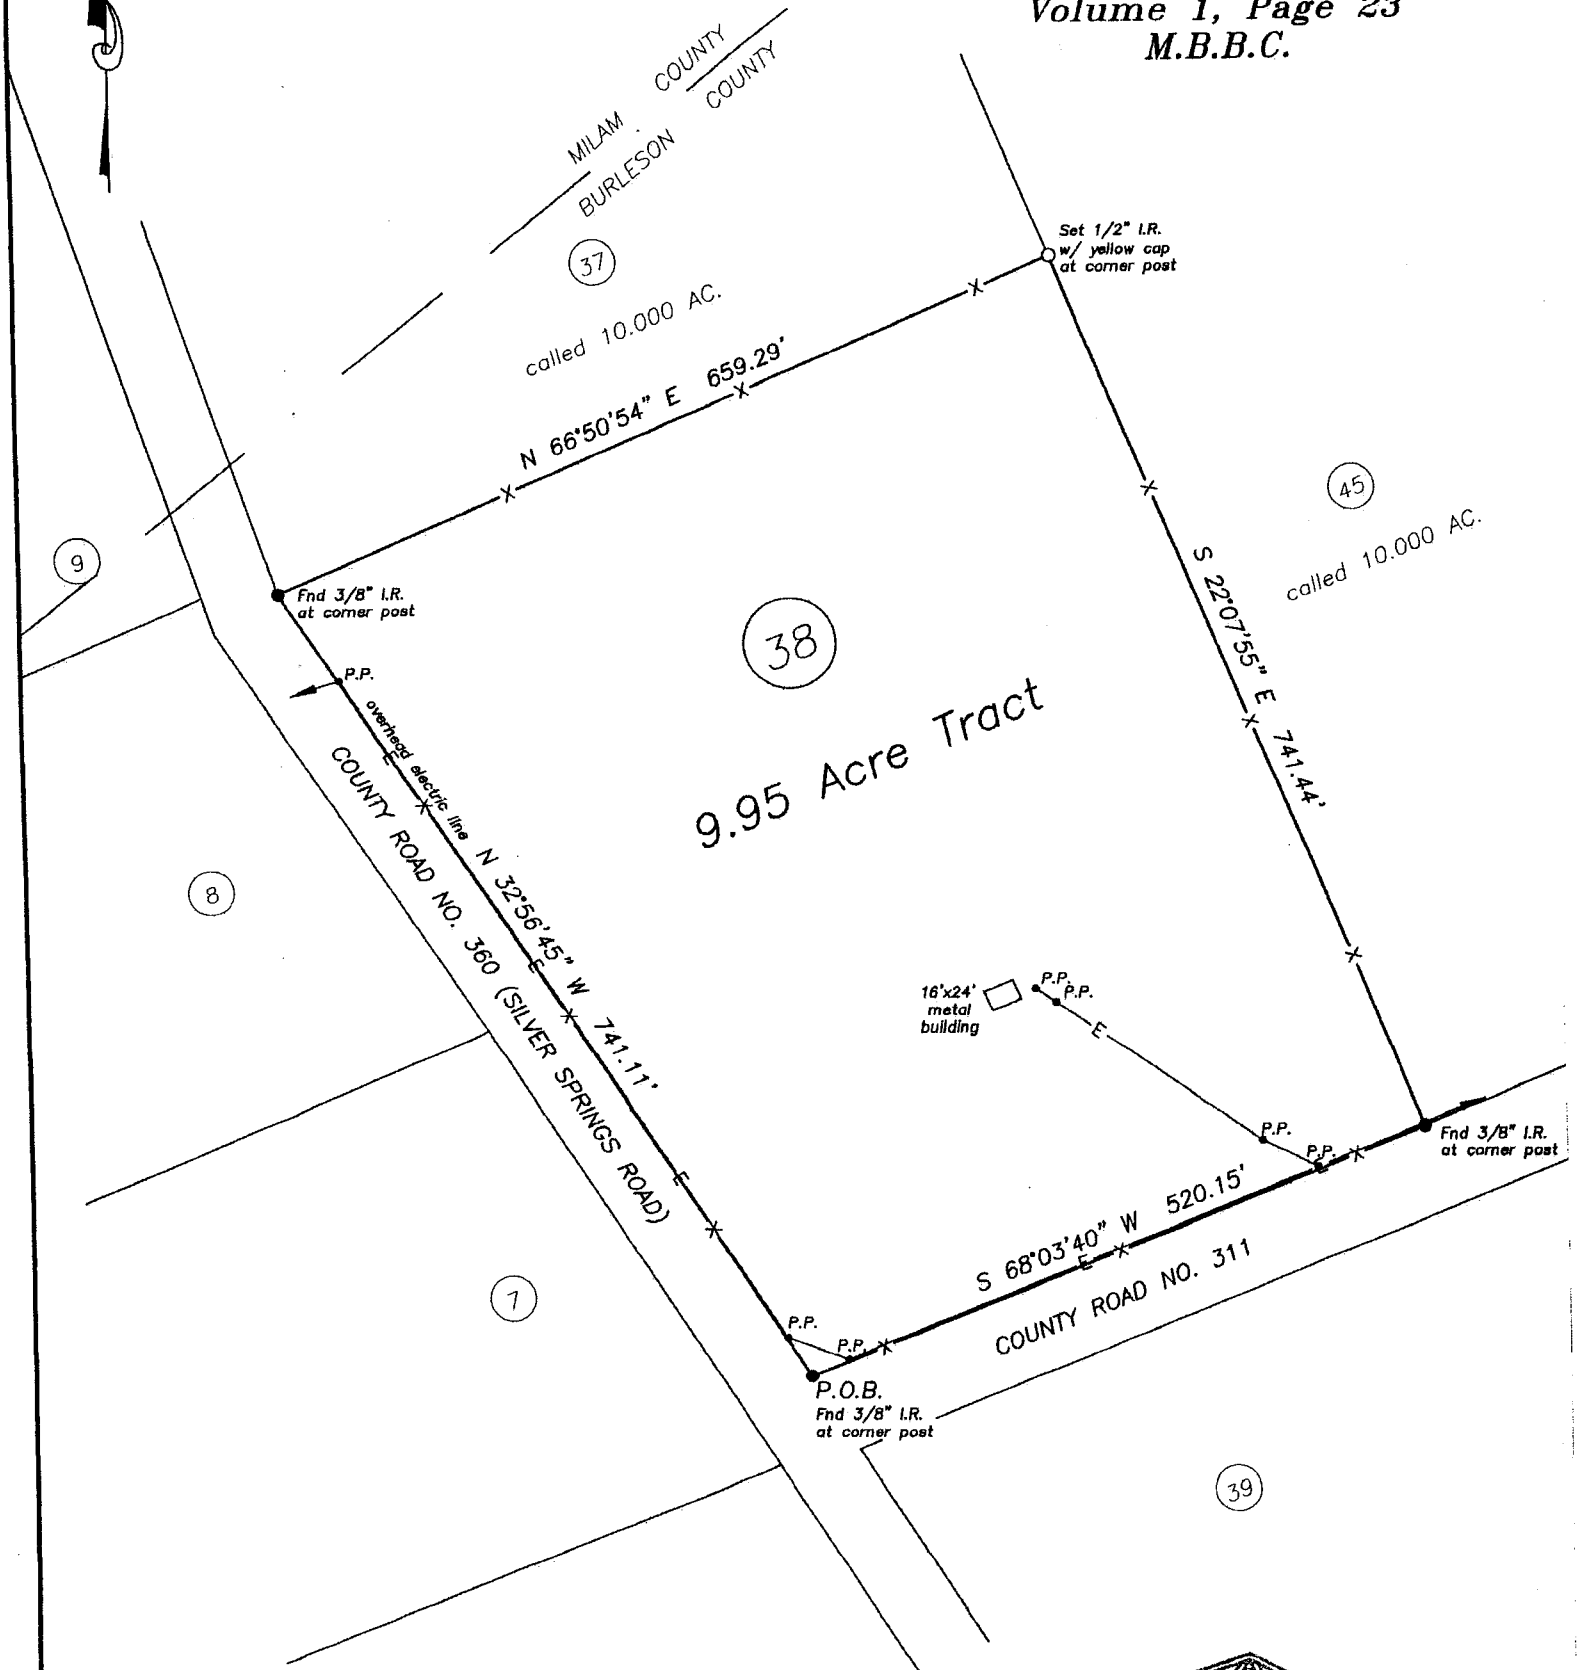 Volume 1, Page 23
M.B.B.C.
MILAM COUNTY
BURLESON COUNTY
37
called 10.000 AC.
Set 1/2" I.R.
w/ yellow cap
at corner post
N 66°50'54" E 659.29'
45
called 10.000 AC.
9
Fnd 3/8" I.R.
at corner post
S 22°07'55" E 741.44'
38
9.95 Acre Tract
P.P.
overhead electric line
E
N 32°56'45" W 741.11'
E
E
COUNTY ROAD NO. 360 (SILVER SPRINGS ROAD)
8
16'x24'
metal
building
P.P.
P.P.
E
P.P.
P.P.
E
Fnd 3/8" I.R.
at corner post
S 68°03'40" W 520.15'
E
COUNTY ROAD NO. 311
7
P.P.
P.P.
P.O.B.
Fnd 3/8" I.R.
at corner post
39